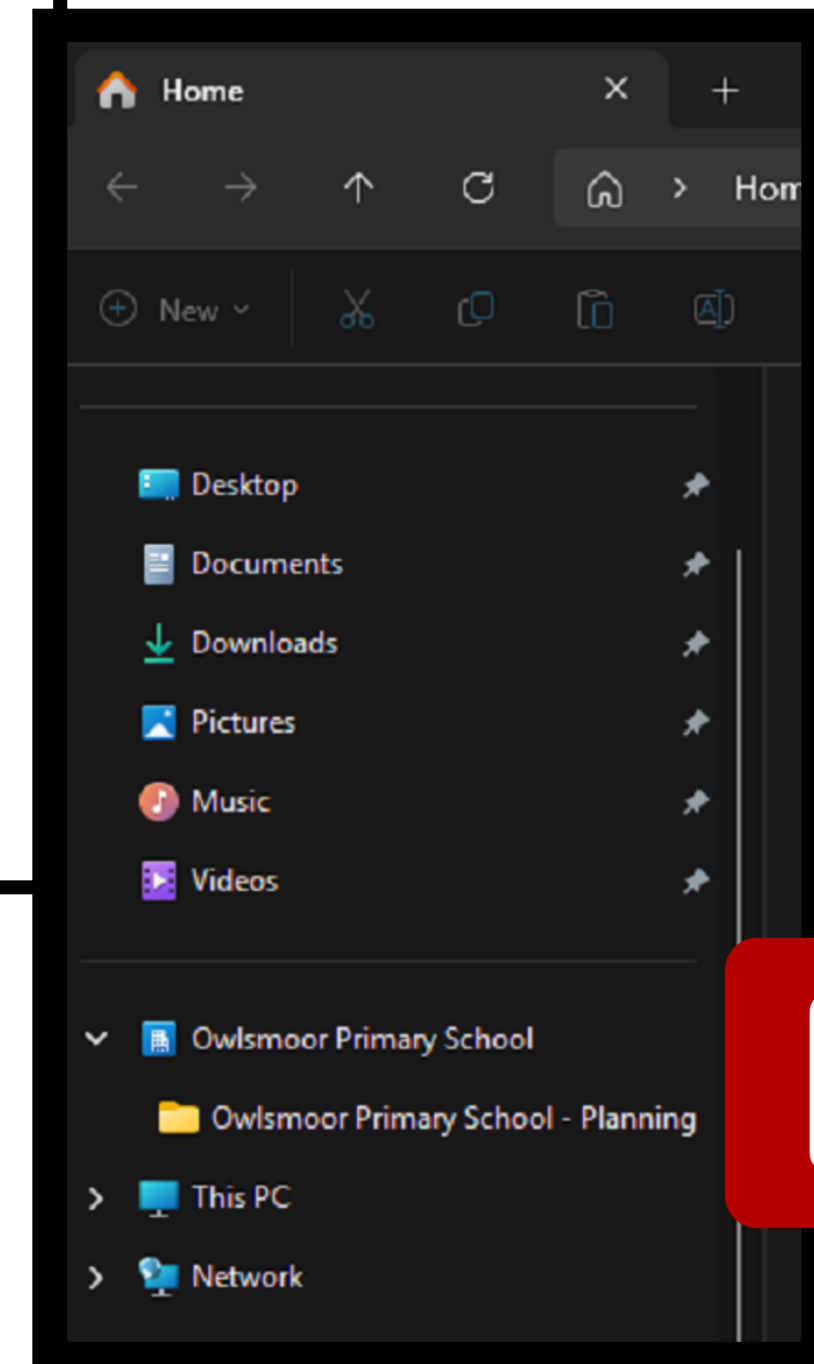 Home
Hom
New
Desktop
Documents
Downloads
Pictures
Music
Videos
Owlsmoor Primary School
Owlsmoor Primary School - Planning
This PC
Network